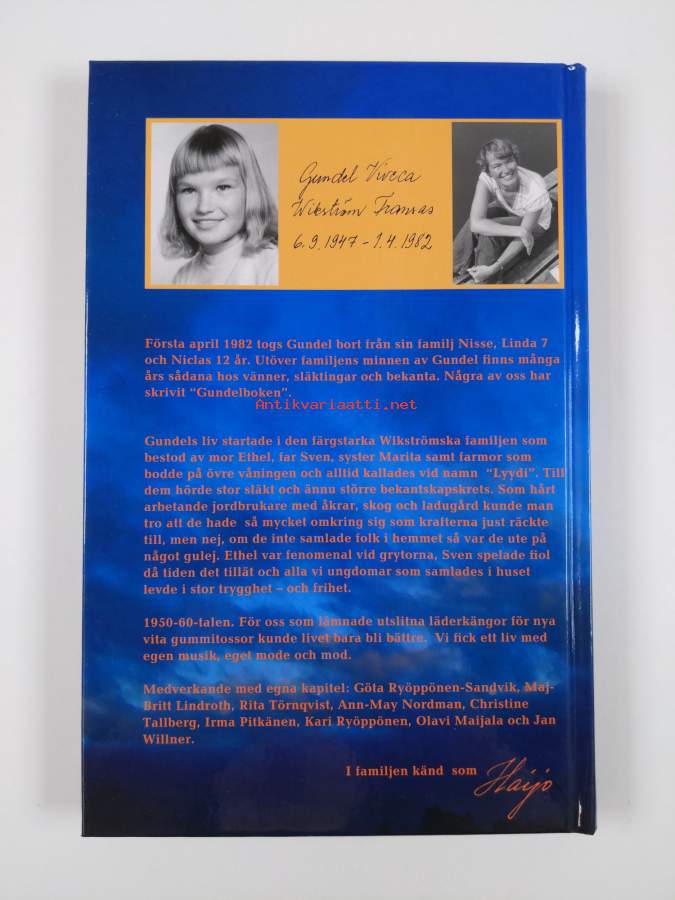 Gundel Viveca
Wikström Fransas
6.9.1947 – 1.4.1982
Första april 1982 togs Gundel bort från sin familj Nisse, Linda 7
och Niclas 12 år. Utöver familjens minnen av Gundel finns många
års sådana hos vänner, släktingar och bekanta. Några av oss har
skrivit ”Gundelboken”.
Antikvariaatti.net
Gundels liv startade i den färgstarka Wikströmska familjen som
bestod av mor Ethel, far Sven, syster Marita samt farmor som
bodde på övre våningen och alltid kallades vid namn ”Lyydi”. Till
dem hörde stor släkt och ännu större bekantskapskrets. Som hårt
arbetande jordbrukare med åkrar, skog och ladugård kunde man
tro att de hade så mycket omkring sig som krafterna just räckte
till, men nej, om de inte samlade folk i hemmet så var de ute på
något gulej. Ethel var fenomenal vid grytorna, Sven spelade fiol
då tiden det tillät och alla vi ungdomar som samlades i huset
levde i stor trygghet – och frihet.
1950-60-talen. För oss som lämnade utslitna läderkängor för nya
vita gummitossor kunde livet bara bli bättre. Vi fick ett liv med
egen musik, eget mode och mod.
Medverkande med egna kapitel: Göta Ryöppönen-Sandvik, Maj-
Britt Lindroth, Rita Törnqvist, Ann-May Nordman, Christine
Tallberg, Irma Pitkänen, Kari Ryöppönen, Olavi Maijala och Jan
Willner.
I familjen känd som Haijo